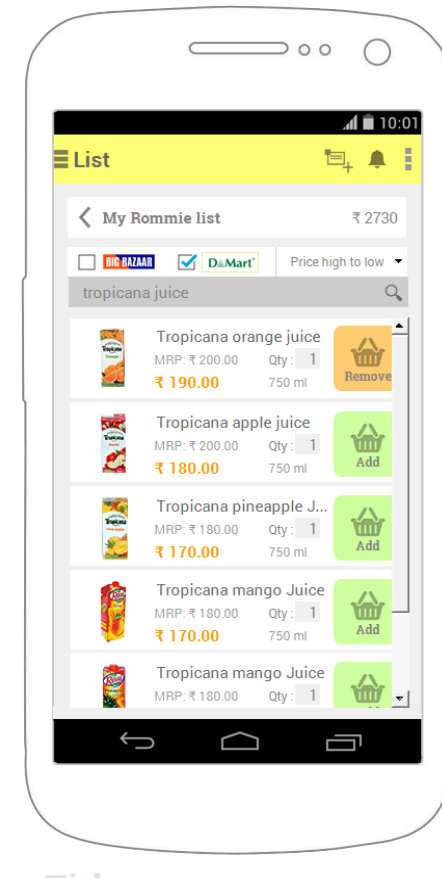 10:01
List
My Rommie list ₹ 2730
BIG BAZAAR D▲Mart Price high to low
tropicana juice
Tropicana orange juice
MRP: ₹ 200.00 Qty : 1
₹ 190.00 750 ml
Remove
Tropicana apple juice
MRP: ₹ 200.00 Qty : 1
₹ 180.00 750 ml
Add
Tropicana pineapple J...
MRP: ₹ 180.00 Qty : 1
₹ 170.00 750 ml
Add
Tropicana mango Juice
MRP: ₹ 180.00 Qty : 1
₹ 170.00 750 ml
Add
Tropicana mango Juice
MRP: ₹ 180.00 Qty : 1